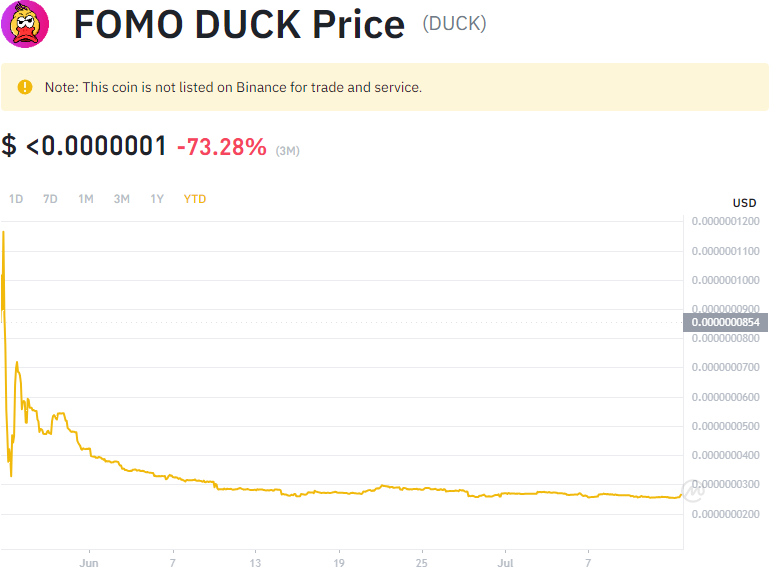 FOMO DUCK Price (DUCK)
Note: This coin is not listed on Binance for trade and service.
$ <0.0000001 -73.28% (3M)
1D 7D 1M 3M 1Y YTD
USD
0.0000001200
0.0000001100
0.0000001000
0.0000000900
0.0000000854
0.0000000800
0.0000000700
0.0000000600
0.0000000500
0.0000000400
0.0000000300
0.0000000200
Jun 7 13 19 25 Jul 7